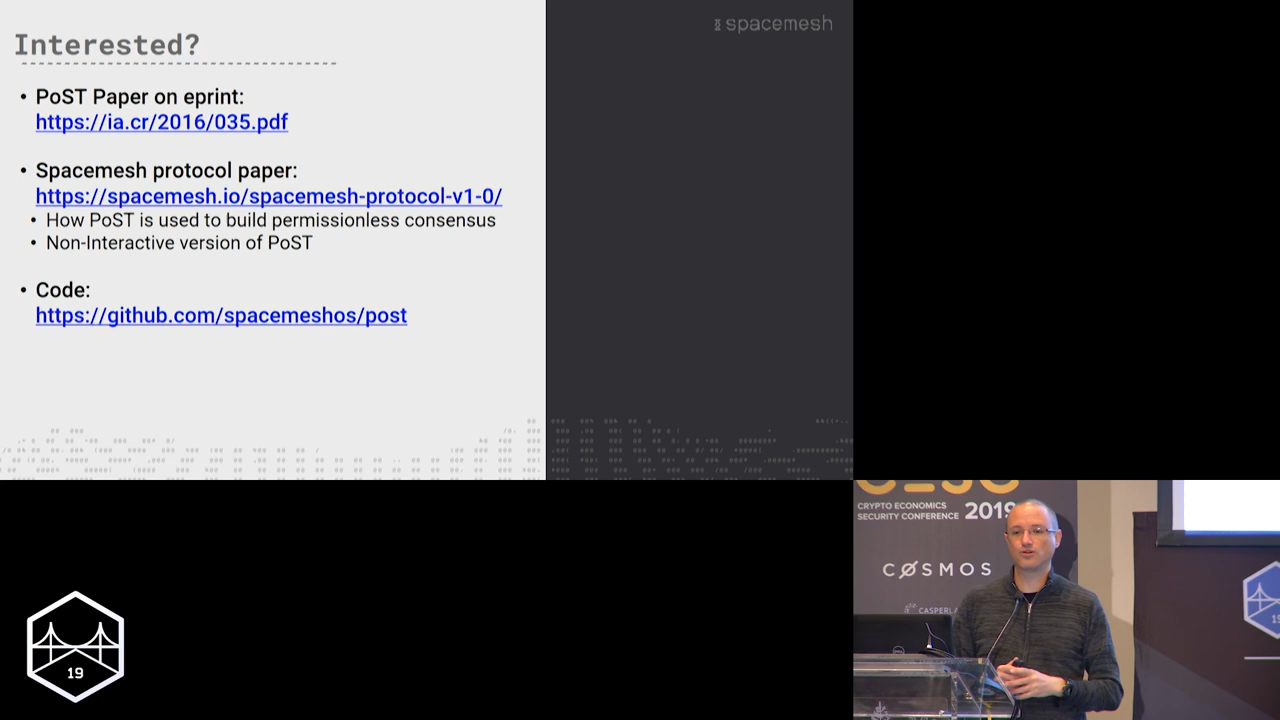 Interested?
spacemesh
• PoST Paper on eprint:
https://ia.cr/2016/035.pdf
• Spacemesh protocol paper:
https://spacemesh.io/spacemesh-protocol-v1-0/
• How PoST is used to build permissionless consensus
• Non-Interactive version of PoST
• Code:
https://github.com/spacemeshos/post
19
CRYPTO ECONOMICS
SECURITY CONFERENCE 2019
CØSMOS